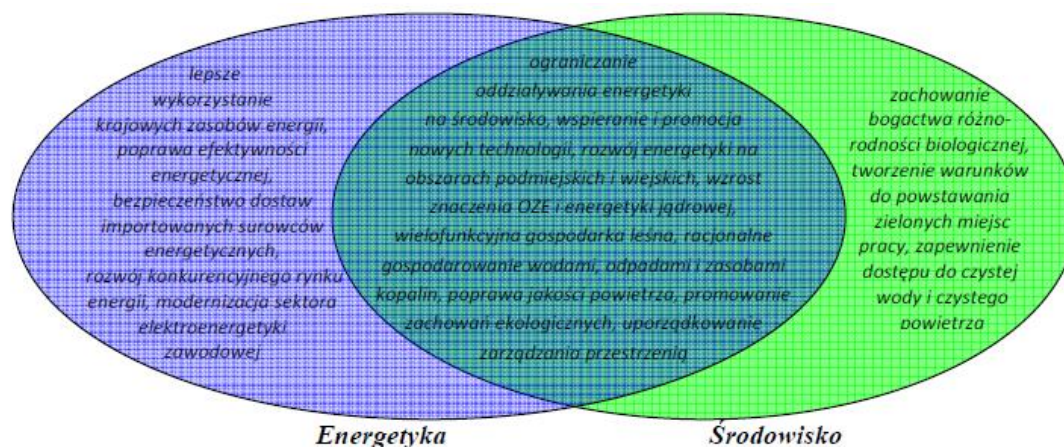 lepsze
wykorzystanie
krajowych zasobów energii,
poprawa efektywności
energetycznej,
bezpieczeństwo dostaw
importowanych surowców
energetycznych,
rozwój konkurencyjnego rynku
energii, modernizacja sektora
elektroenergetyki
zawodowej
ograniczanie
oddziaływania energetyki
na środowisko, wspieranie i promocja
nowych technologii, rozwój energetyki na
obszarach podmiejskich i wiejskich, wzrost
znaczenia OZE i energetyki jądrowej,
wielofunkcyjna gospodarka leśna, racjonalne
gospodarowanie wodami, odpadami i zasobami
kopalin, poprawa jakości powietrza, promowanie
zachowań ekologicznych, uporządkowanie
zarządzania przestrzenią
zachowanie
bogactwa różno-
rodności biologicznej,
tworzenie warunków
do powstawania
zielonych miejsc
pracy, zapewnienie
dostępu do czystej
wody i czystego
powietrza
Energetyka
Środowisko